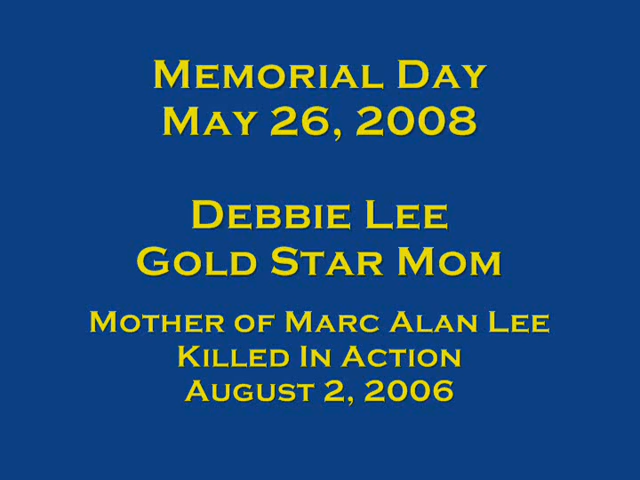 Memorial Day
May 26, 2008
Debbie Lee
Gold Star Mom
Mother of Marc Alan Lee
Killed In Action
August 2, 2006